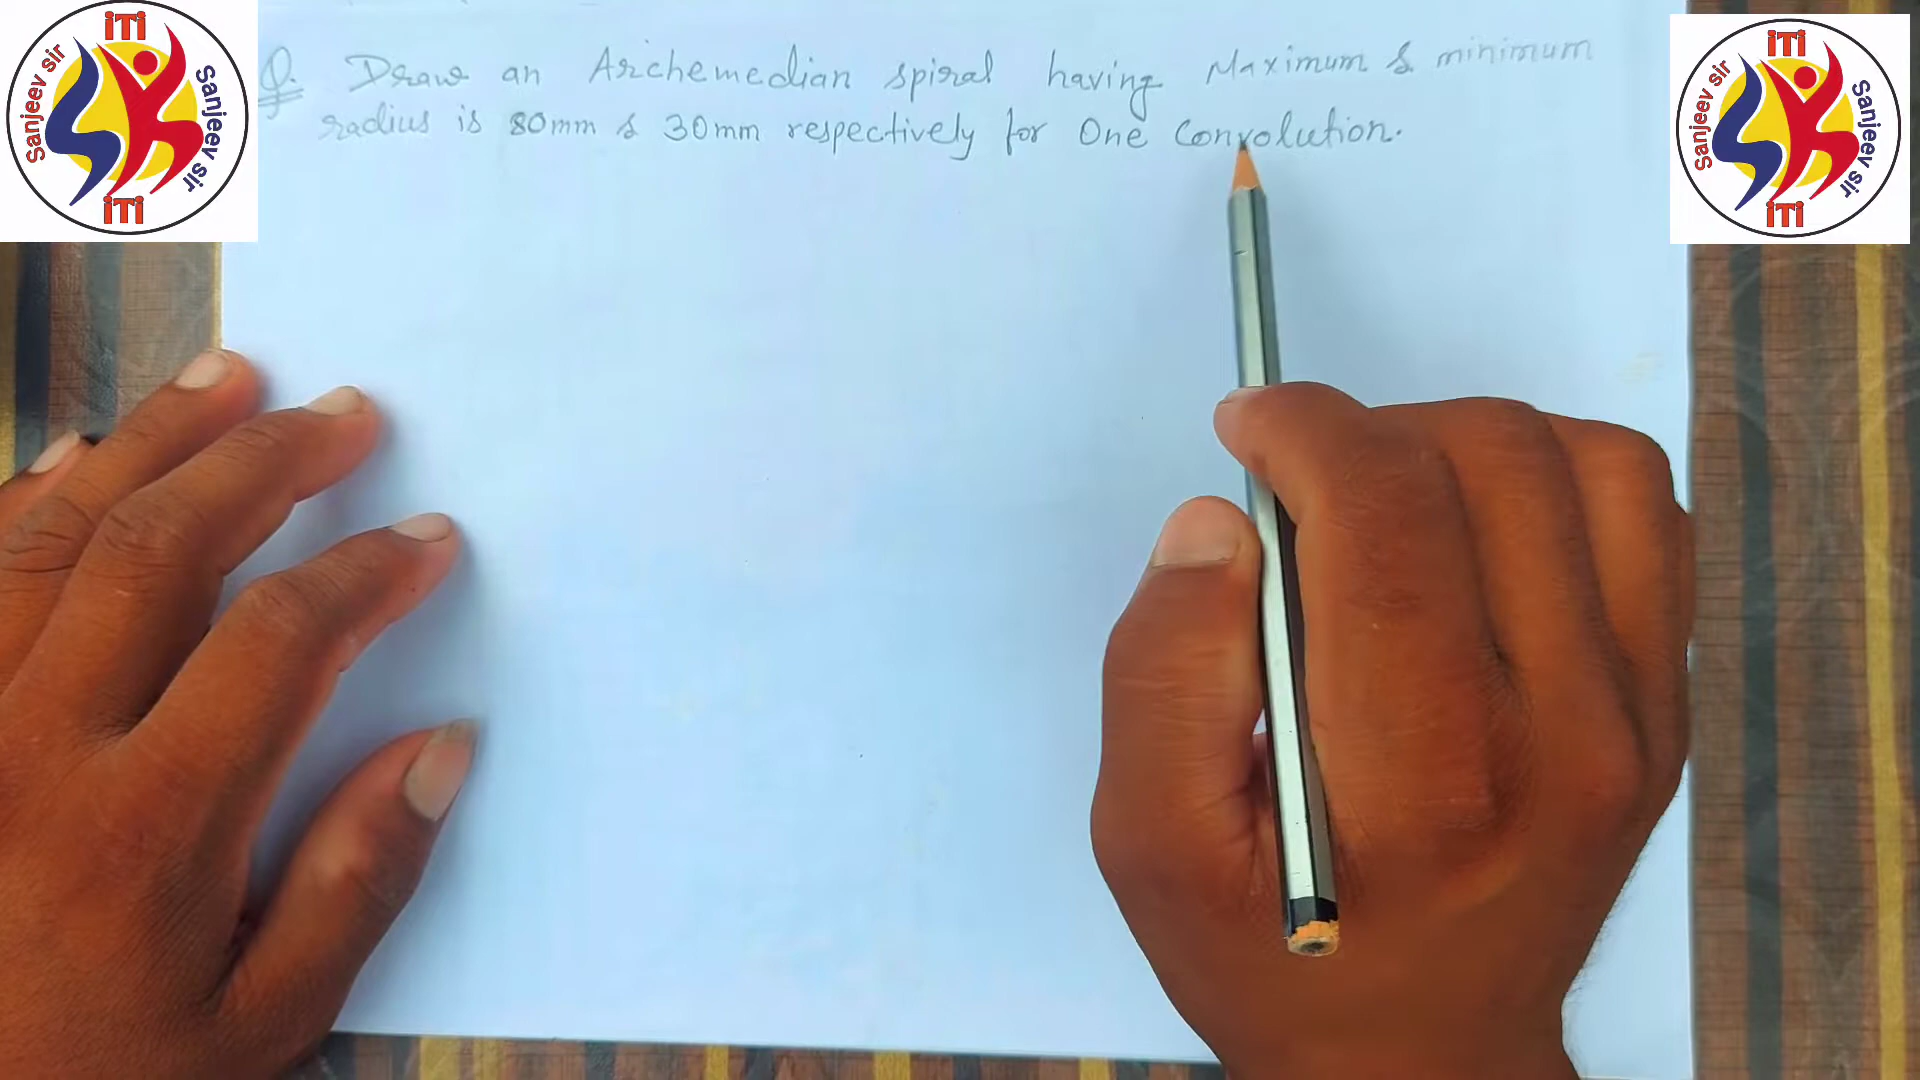 Q. Draw an Archemedian spiral having Maximum & minimum
radius is 80mm & 30mm respectively for One Convolution.
iTi
Sanjeev sir
Sanjeev sir
iTi
iTi
Sanjeev sir
Sanjeev sir
iTi